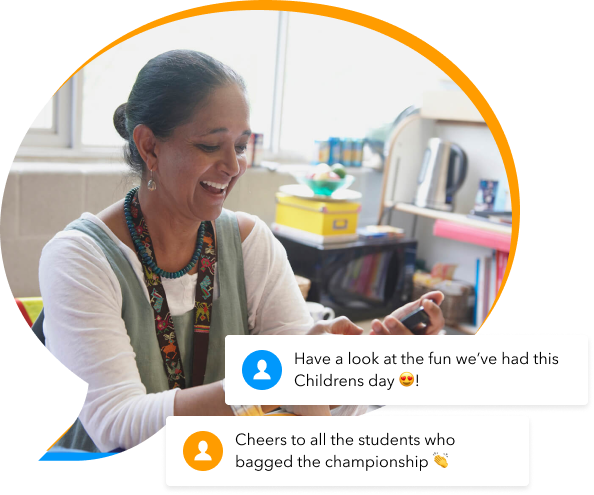 Have a look at the fun we’ve had this
Childrens day 😍!
Cheers to all the students who
bagged the championship 👏